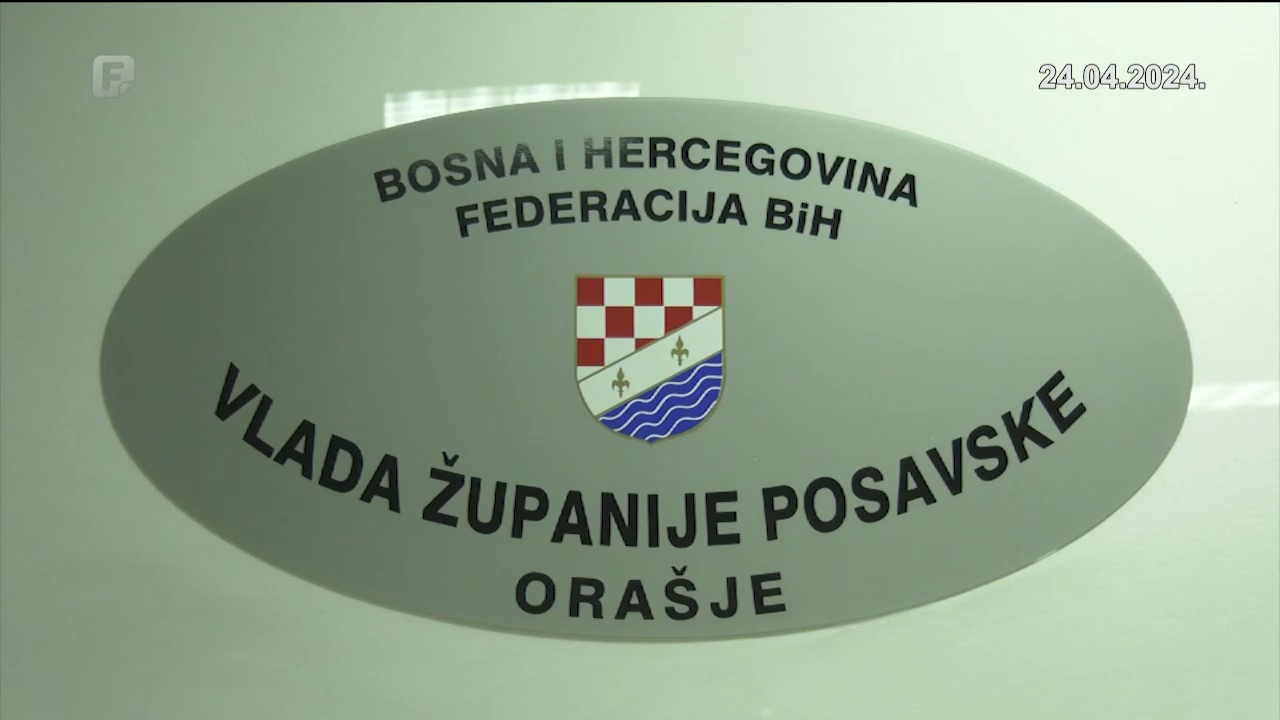 F
24.04.2024.
BOSNA I HERCEGOVINA
FEDERACIJA BiH
VLADA ŽUPANIJE POSAVSKE
ORAŠJE